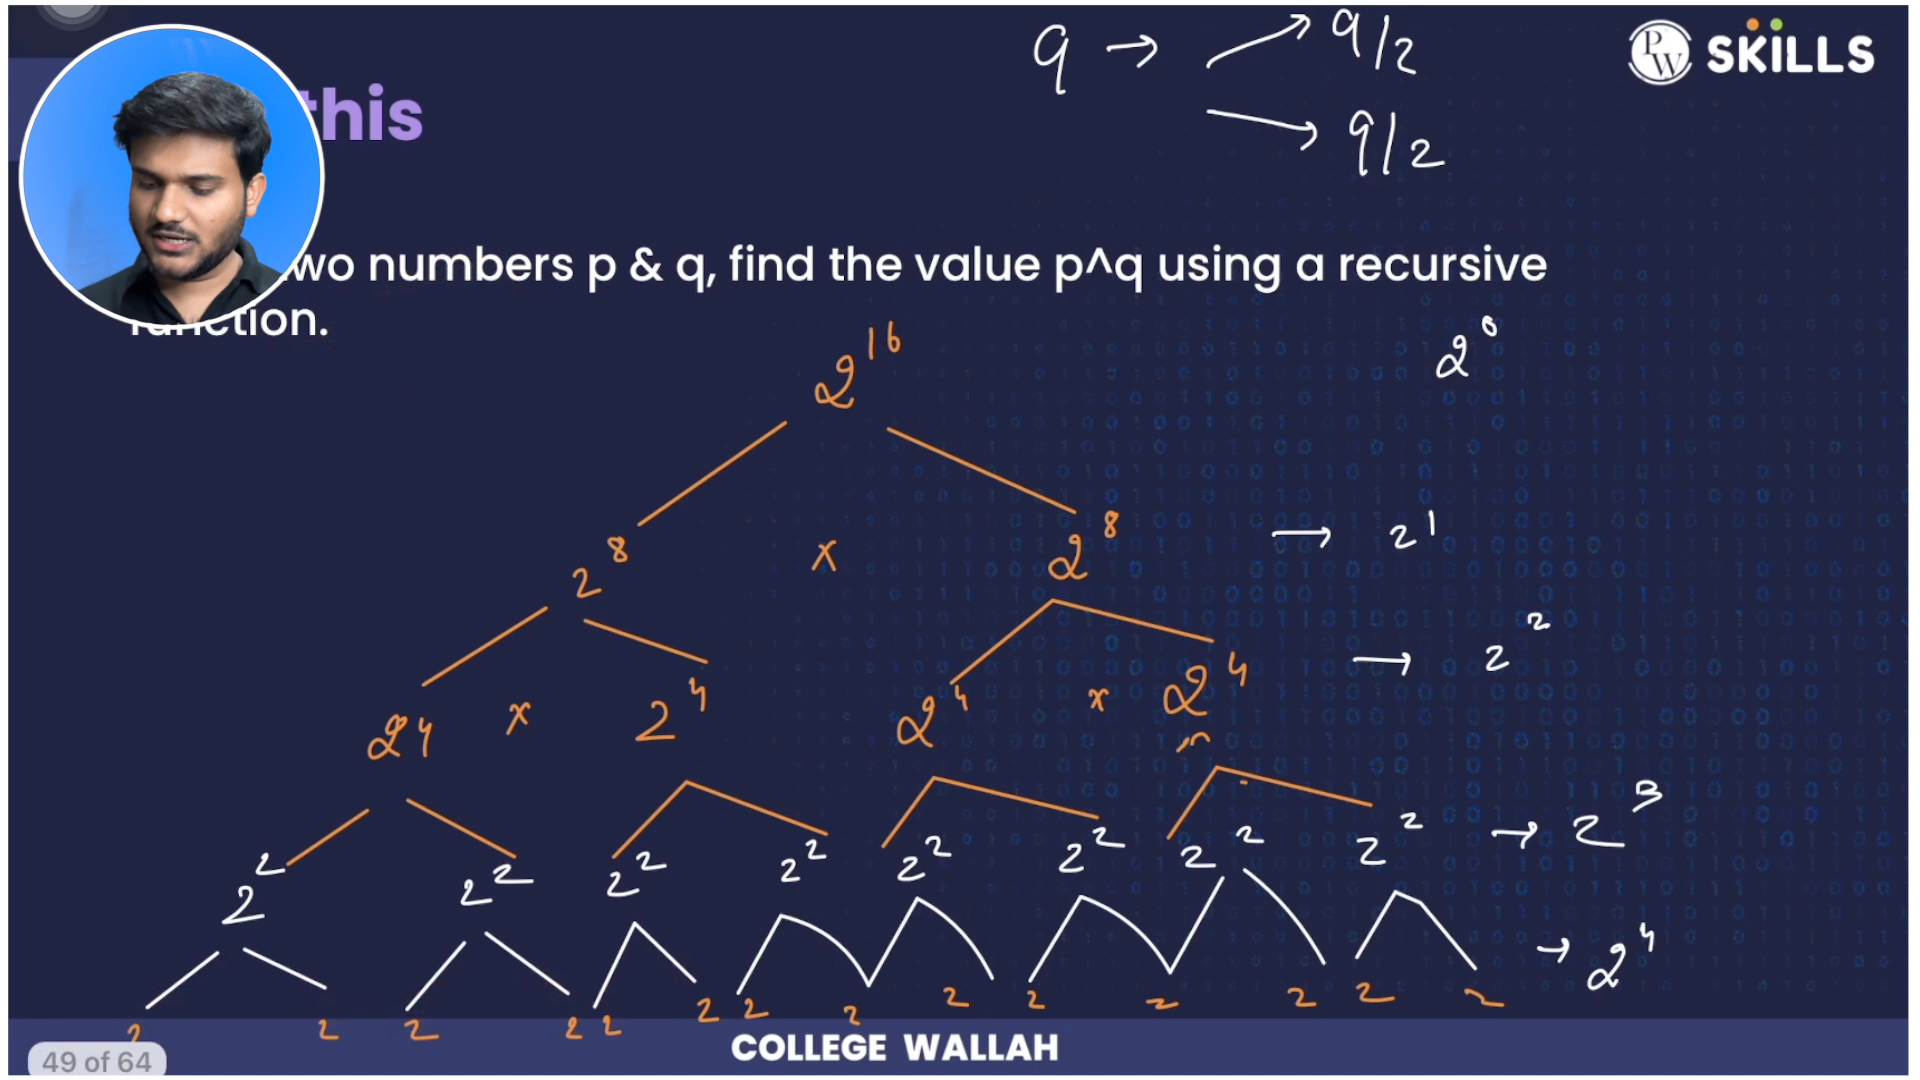 this
q → q/2
→ q/2
PW SKILLS
two numbers p & q, find the value p^q using a recursive
function.
2^16
2^0
2^8 x 2^8 → 2^1
2^4 x 2^4 2^4 x 2^4 → 2^2
2^2 2^2 2^2 2^2 2^2 2^2 2^2 2^2 → 2^3
2 2 2 2 2 2 2 2 2 2 2 2 2 2 → 2^4
COLLEGE WALLAH
49 of 64